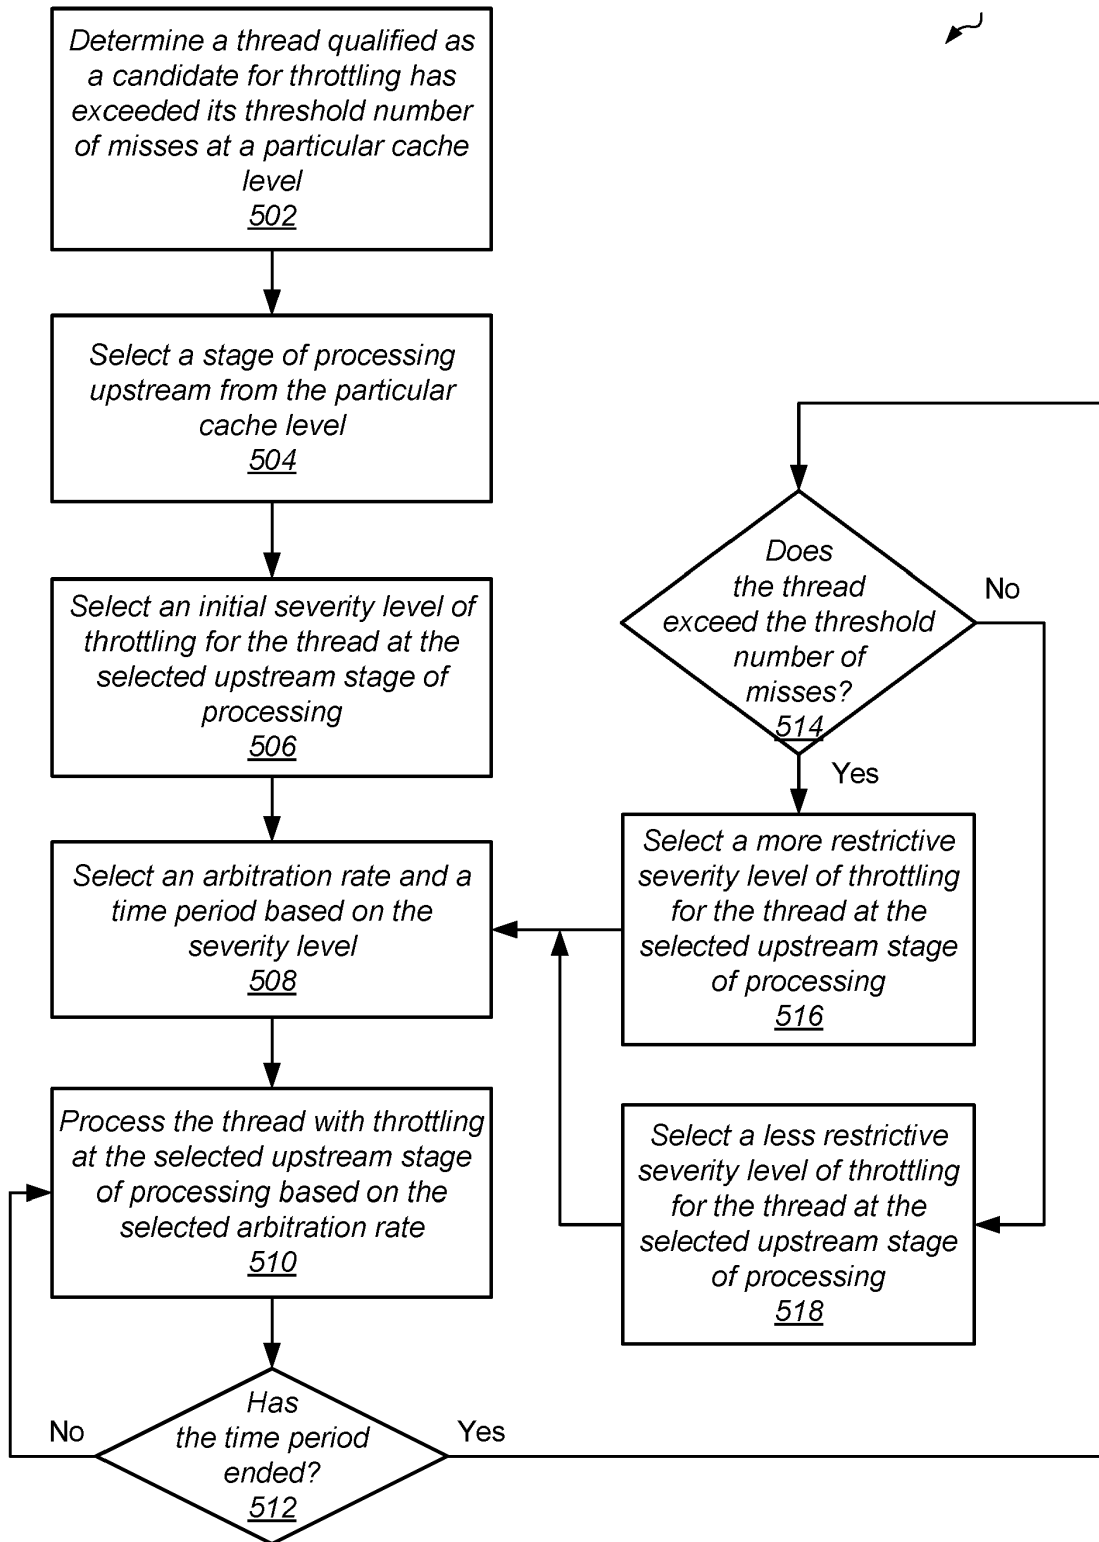 Determine a thread qualified as
a candidate for throttling has
exceeded its threshold number
of misses at a particular cache
level
502
Select a stage of processing
upstream from the particular
cache level
504
Select an initial severity level of
throttling for the thread at the
selected upstream stage of
processing
506
Select an arbitration rate and a
time period based on the
severity level
508
Process the thread with throttling
at the selected upstream stage
of processing based on the
selected arbitration rate
510
Has
the time period
ended?
512
No
Yes
Does
the thread
exceed the threshold
number of
misses?
514
No
Yes
Select a more restrictive
severity level of throttling
for the thread at the
selected upstream stage
of processing
516
Select a less restrictive
severity level of throttling
for the thread at the
selected upstream stage
of processing
518